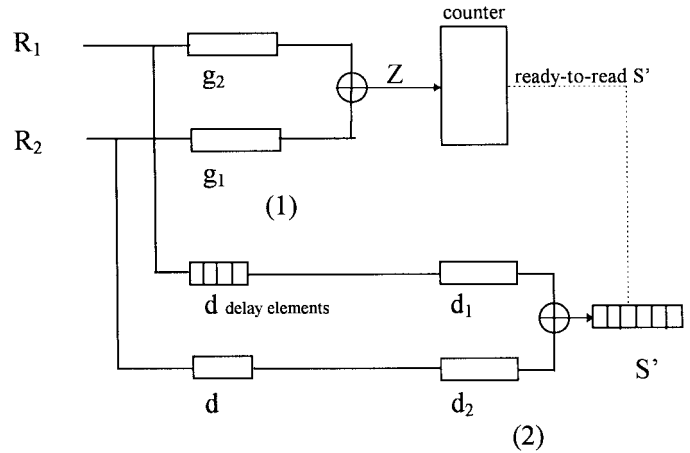 counter
R₁
g₂
Z
ready-to-read S’
R₂
g₁
(1)
d delay elements
d₁
S’
d
d₂
(2)